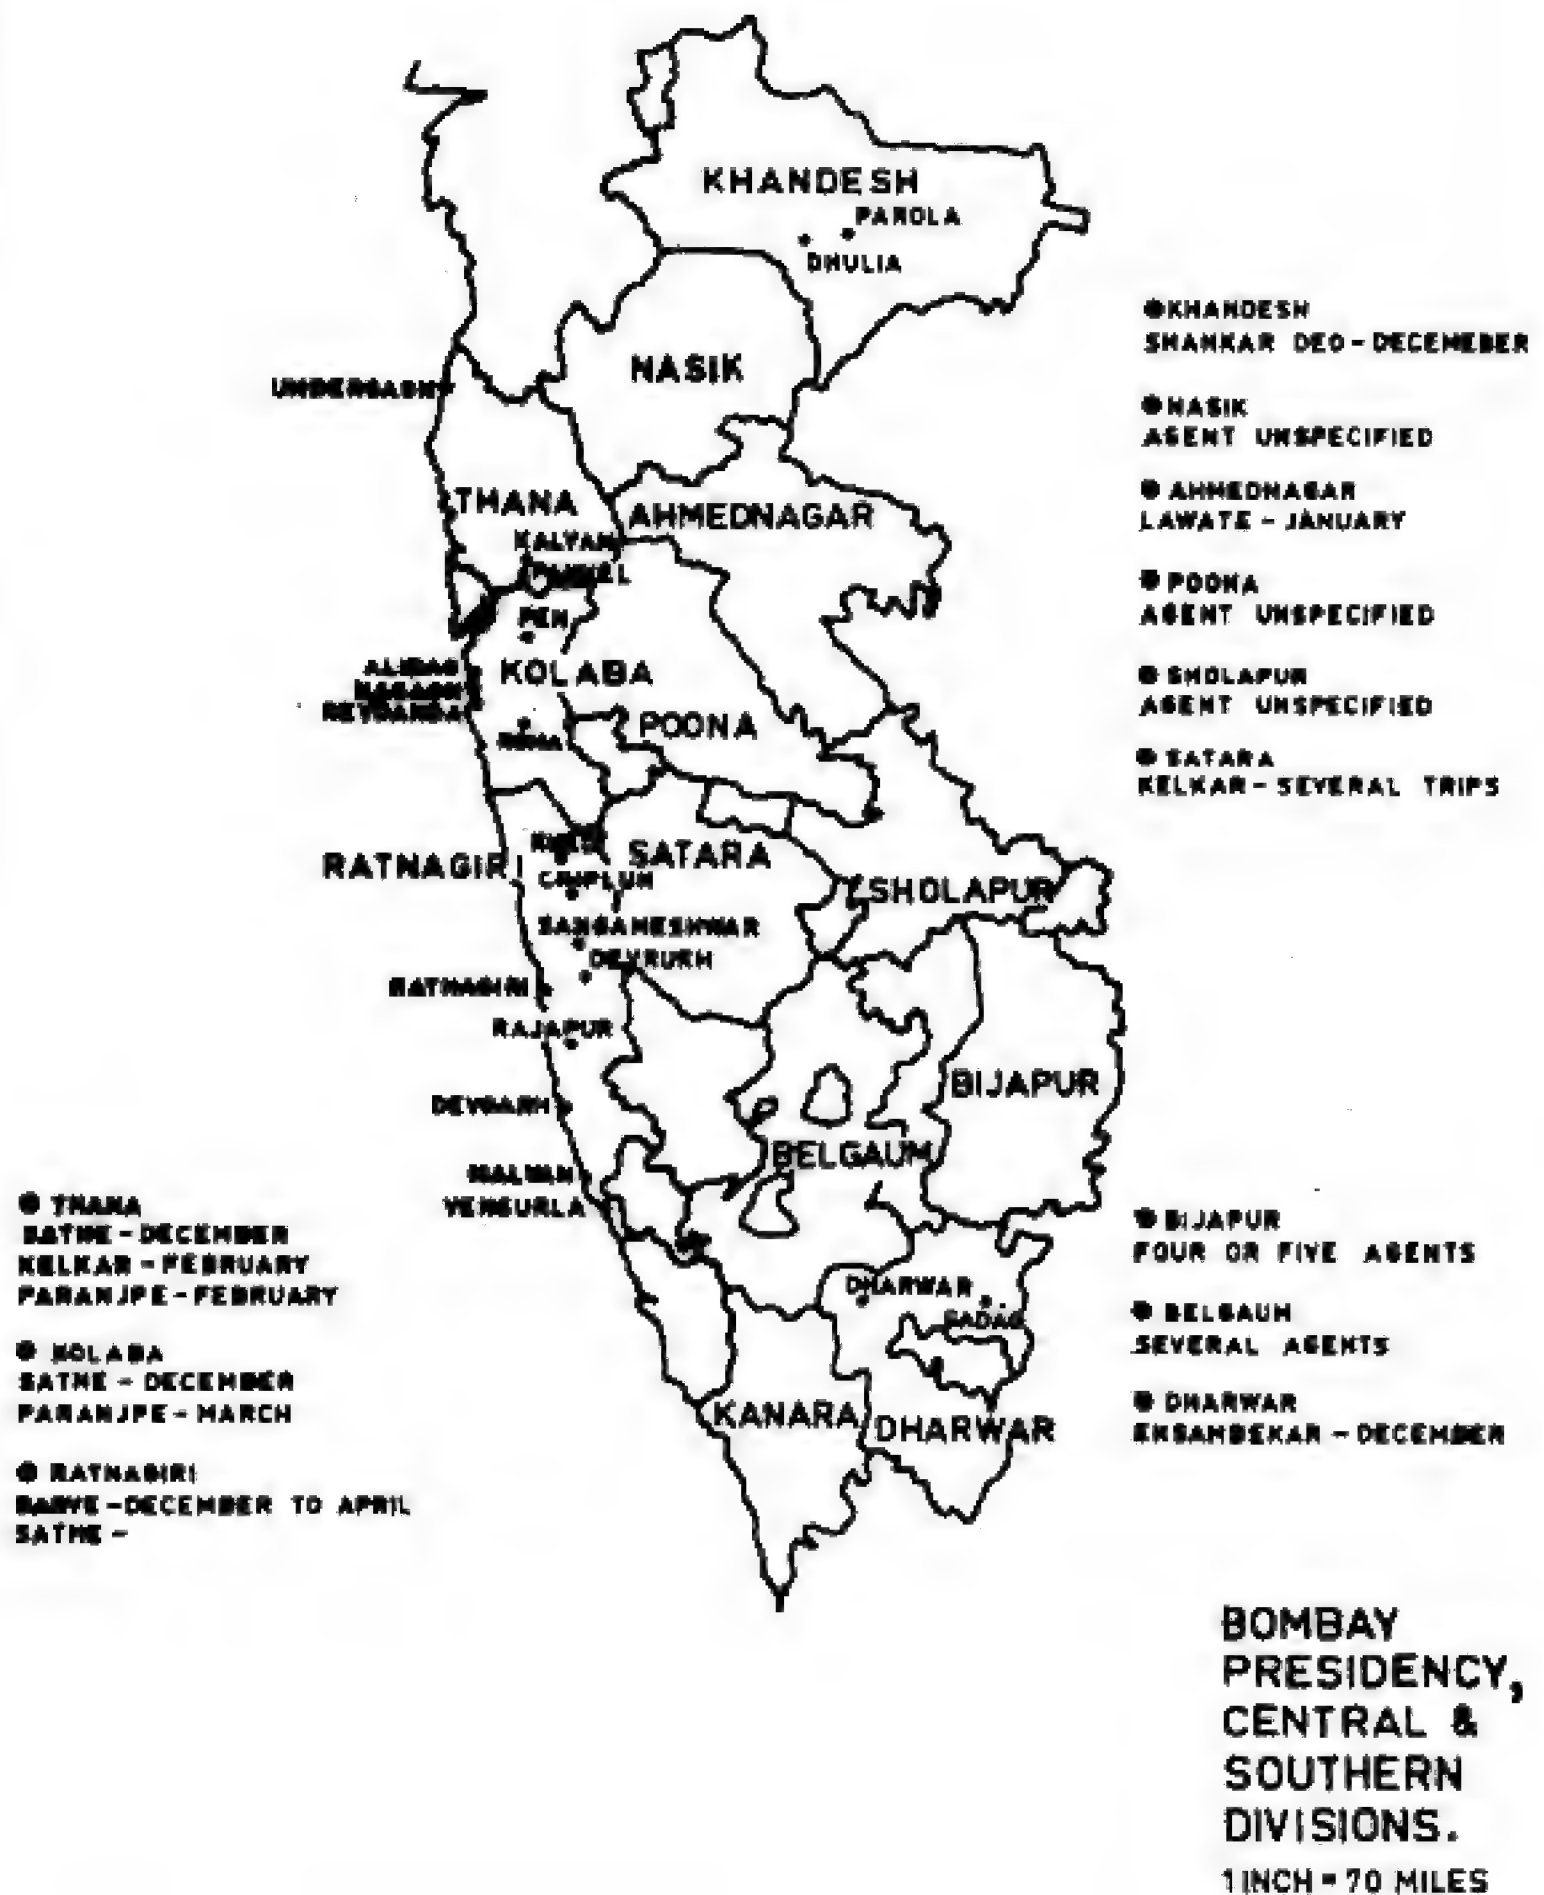 KHANDESH
PAROLA
DHULIA
NASIK
THANA
AHMEDNAGAR
KALYAN
PEN
KOLABA
POONA
RATNAGIRI
SATARA
CHIPLUN
SHOLAPUR
SANGAMESHWAR
DEVRUKH
RATNAGIRI
RAJAPUR
BIJAPUR
DEVGARH
BELGAUM
MALVAN
VENGURLA
DHARWAR
GADAG
KANARA
DHARWAR
KHANDESH
SHANKAR DEO - DECEMEBER
NASIK
AGENT UNSPECIFIED
AHMEDNAGAR
LAWATE - JANUARY
POONA
AGENT UNSPECIFIED
SHOLAPUR
AGENT UNSPECIFIED
SATARA
KELKAR - SEVERAL TRIPS
THANA
SATHE - DECEMBER
KELKAR - FEBRUARY
PARANJPE - FEBRUARY
KOLABA
SATHE - DECEMBER
PARANJPE - MARCH
RATNAGIRI
BARVE - DECEMBER TO APRIL
SATHE -
BIJAPUR
FOUR OR FIVE AGENTS
BELGAUM
SEVERAL AGENTS
DHARWAR
EKSAMBEKAR - DECEMBER
BOMBAY
PRESIDENCY,
CENTRAL &
SOUTHERN
DIVISIONS.
1 INCH = 70 MILES